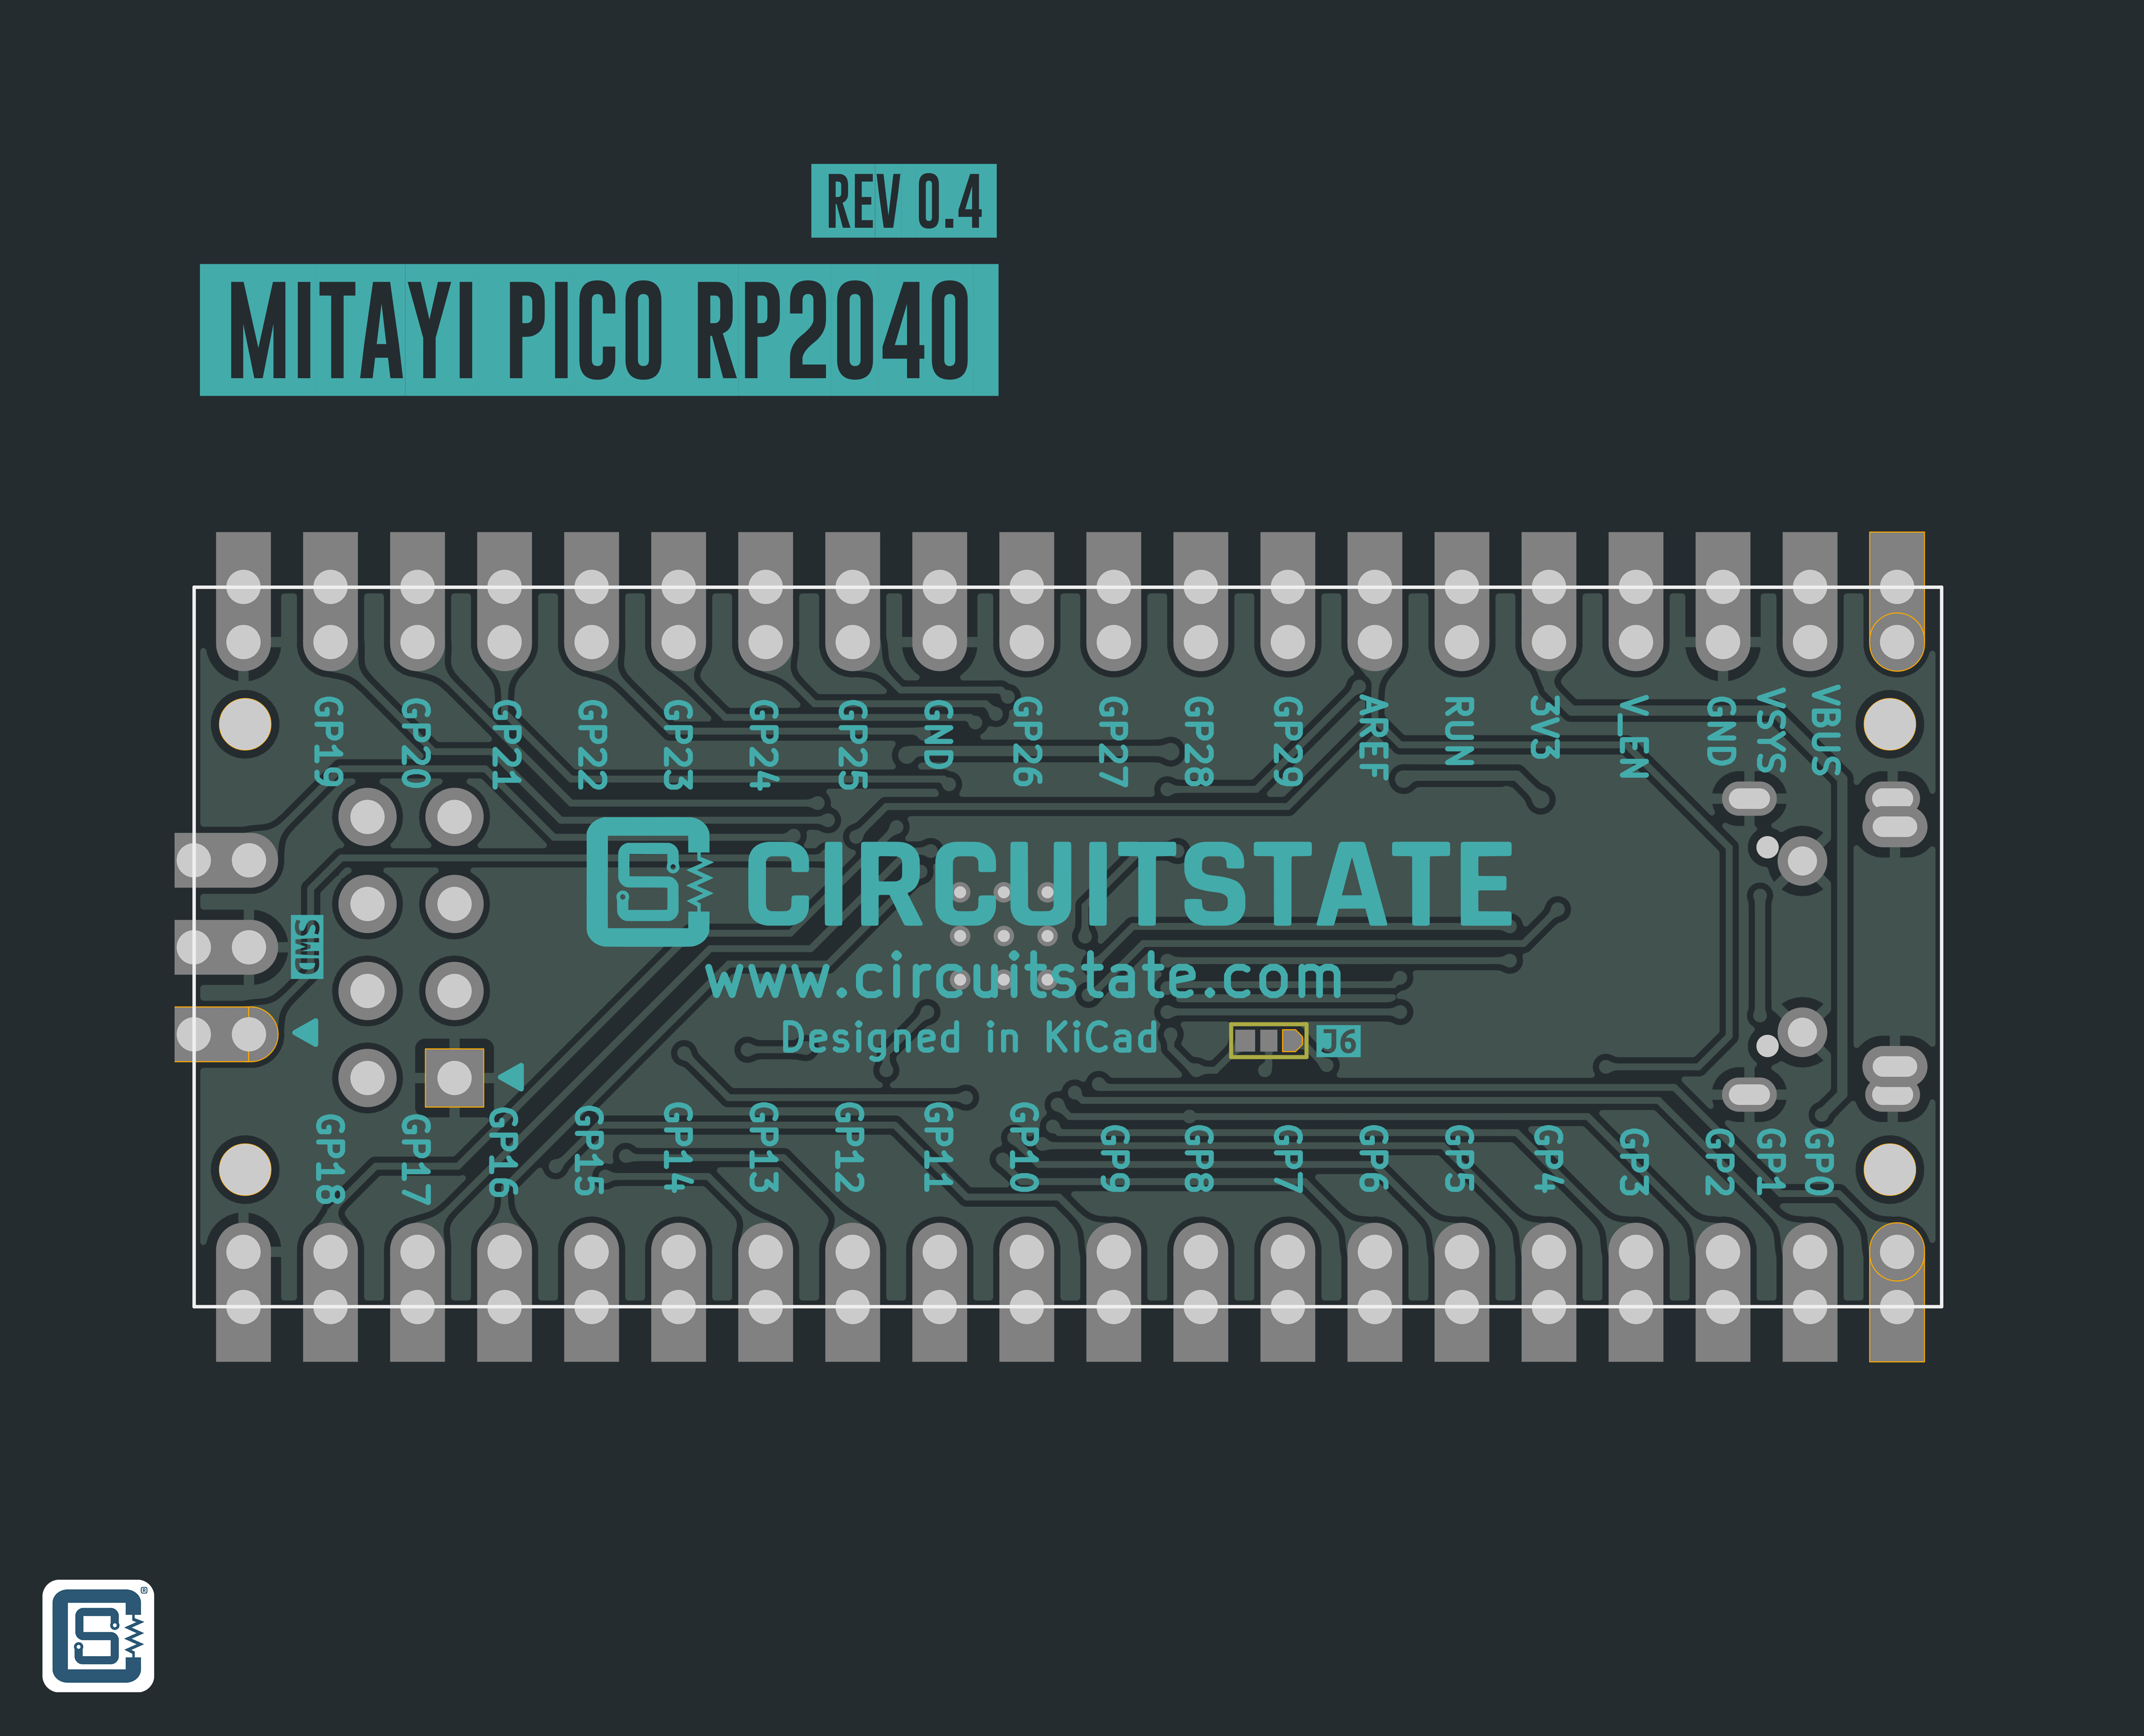 REV 0.4
MITAYI PICO RP2040
GP19
GP20
GP21
GP22
GP23
GP24
GP25
GND
GP26
GP27
GP28
GP29
AREF
RUN
3V3
V_EN
GND
VSYS
VBUS
CIRCUITSTATE
SWD
www.circuitstate.com
Designed in KiCad
J6
GP18
GP17
GP16
GP15
GP14
GP13
GP12
GP11
GP10
GP9
GP8
GP7
GP6
GP5
GP4
GP3
GP2
GP1
GP0